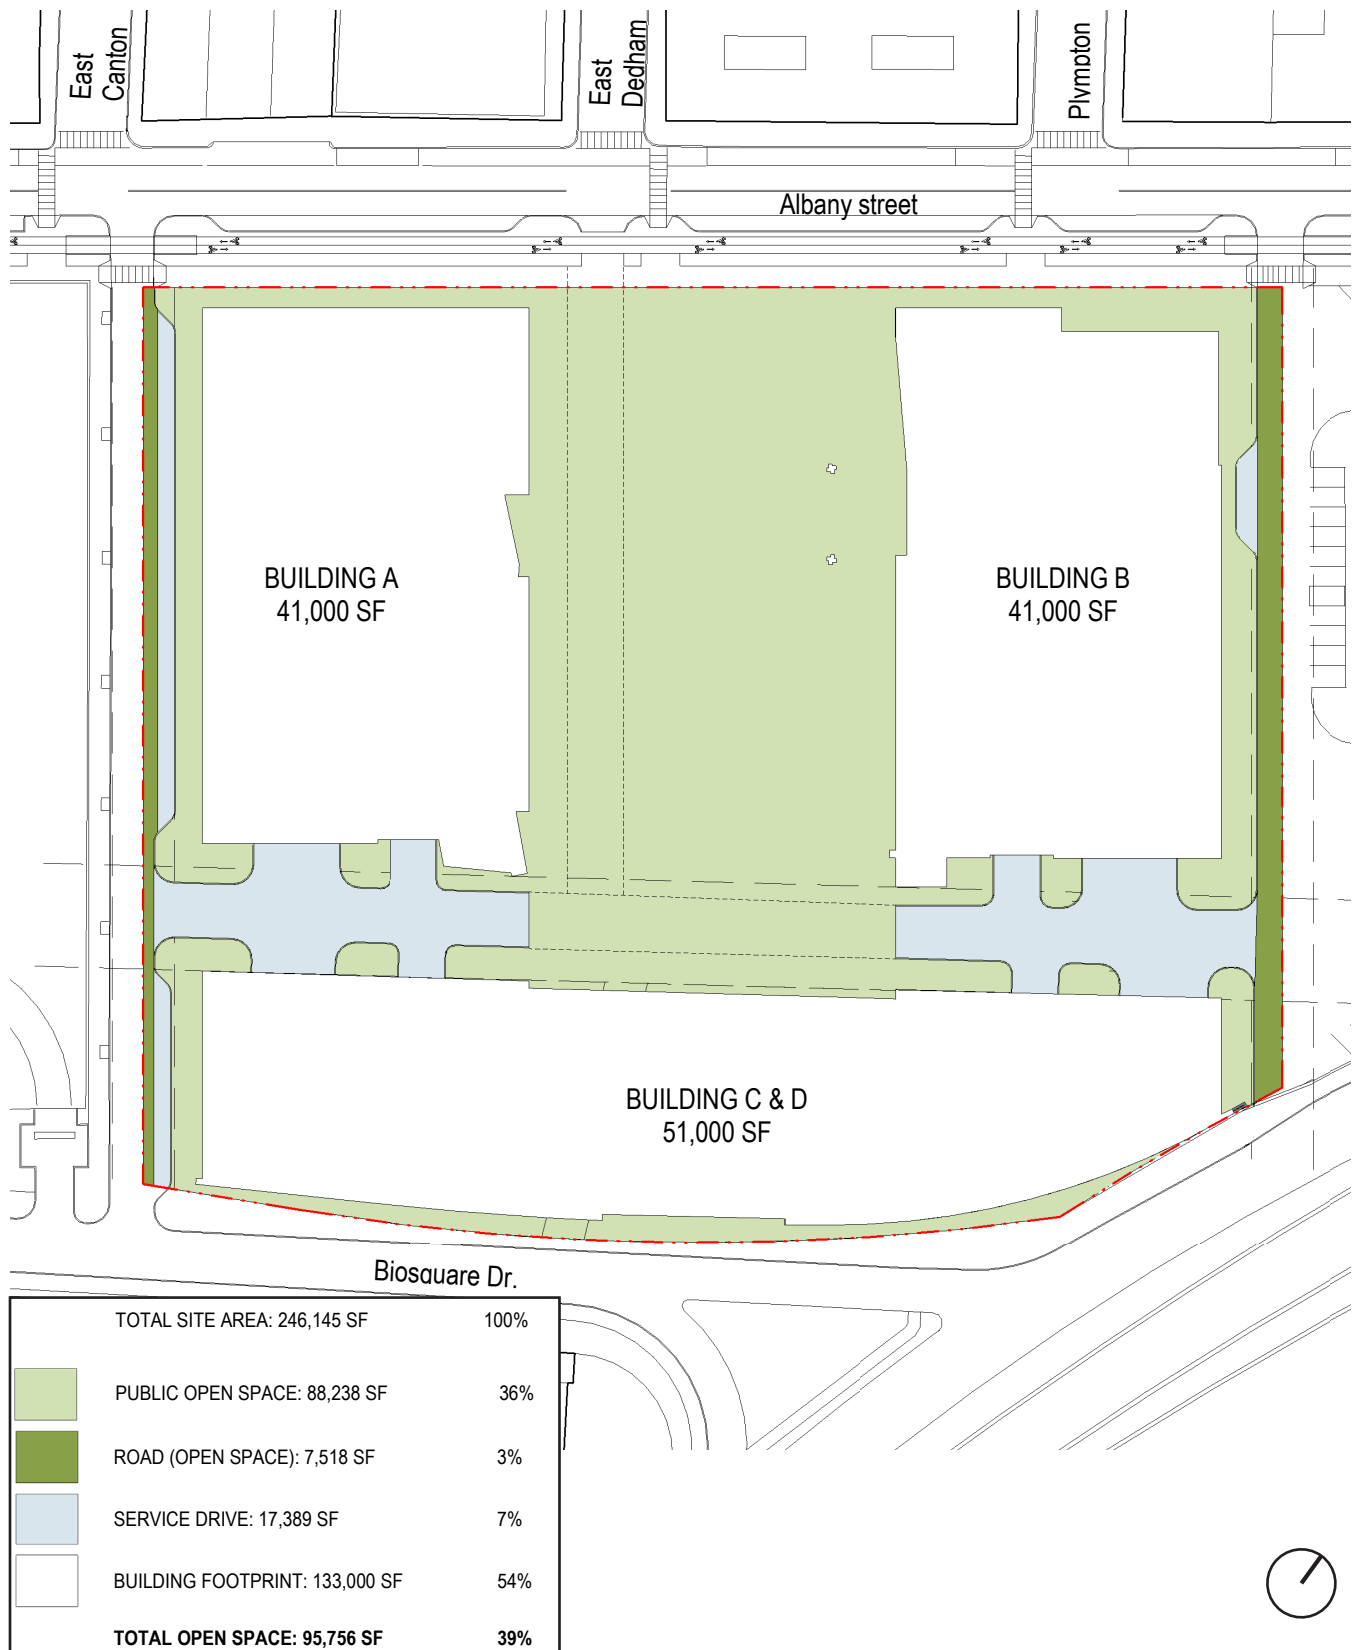 East
Canton
East
Dedham
Plympton
Albany street
BUILDING A
41,000 SF
BUILDING B
41,000 SF
BUILDING C & D
51,000 SF
Biosquare Dr.
TOTAL SITE AREA: 246,145 SF 100%
PUBLIC OPEN SPACE: 88,238 SF 36%
ROAD (OPEN SPACE): 7,518 SF 3%
SERVICE DRIVE: 17,389 SF 7%
BUILDING FOOTPRINT: 133,000 SF 54%
TOTAL OPEN SPACE: 95,756 SF 39%